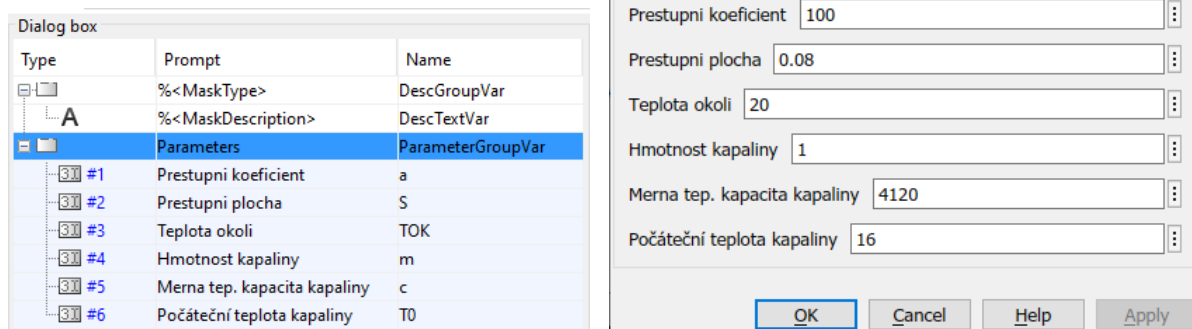 Dialog box
Type Prompt Name
%<MaskType> DescGroupVar
A %<MaskDescription> DescTextVar
Parameters ParameterGroupVar
#1 Prestupni koeficient a
#2 Prestupni plocha S
#3 Teplota okoli TOK
#4 Hmotnost kapaliny m
#5 Merna tep. kapacita kapaliny c
#6 Počáteční teplota kapaliny T0
Prestupni koeficient 100
Prestupni plocha 0.08
Teplota okoli 20
Hmotnost kapaliny 1
Merna tep. kapacita kapaliny 4120
Počáteční teplota kapaliny 16
OK Cancel Help Apply